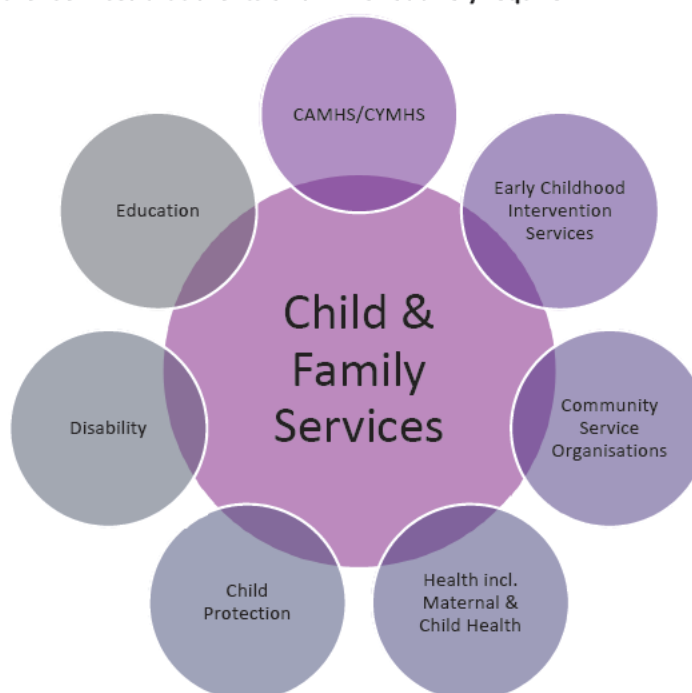 CAMHS/CYMHS
Early Childhood
Intervention
Services
Education
Child &
Family
Services
Community
Service
Organisations
Disability
Health incl.
Maternal &
Child Health
Child
Protection